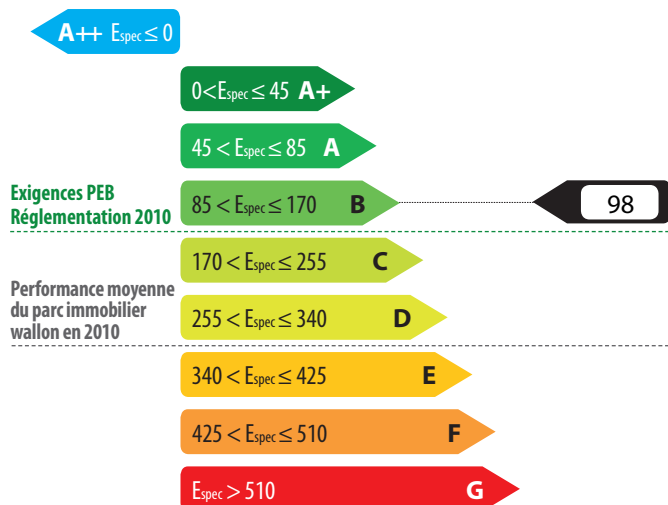 A++ Espec ≤ 0
0<Espec ≤ 45 A+
45 < Espec ≤ 85 A
Exigences PEB
Réglementation 2010
85 < Espec ≤ 170 B
98
170 < Espec ≤ 255 C
Performance moyenne
du parc immobilier
wallon en 2010
255 < Espec ≤ 340 D
340 < Espec ≤ 425 E
425 < Espec ≤ 510 F
Espec > 510 G